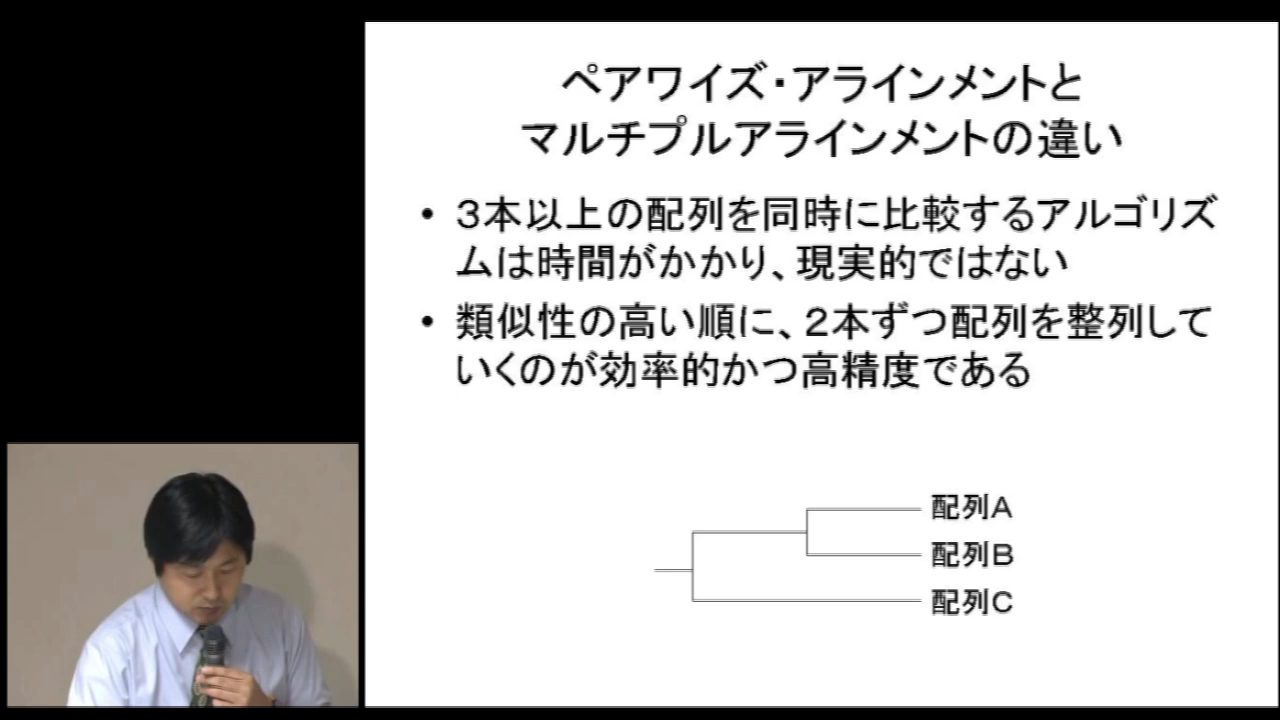 ペアワイズ・アラインメントと
マルチプルアラインメントの違い
• ３本以上の配列を同時に比較するアルゴリズ
ムは時間がかかり、現実的ではない
• 類似性の高い順に、２本ずつ配列を整列して
いくのが効率的かつ高精度である
配列A
配列B
配列C